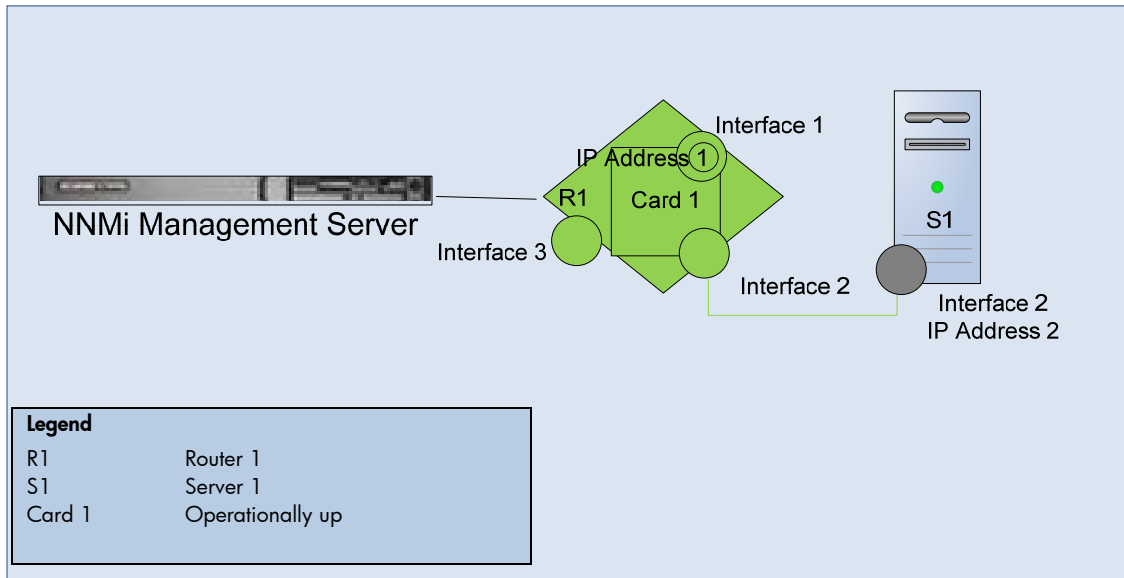 Interface 1
IP Address 1
R1
Card 1
S1
NNMi Management Server
Interface 3
Interface 2
Interface 2
IP Address 2
Legend
R1 Router 1
S1 Server 1
Card 1 Operationally up